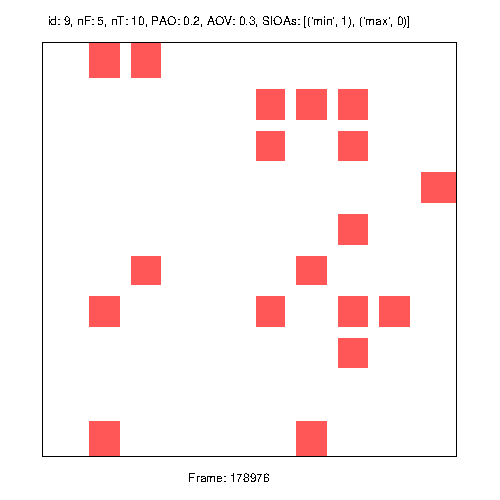 id: 9, nF: 5, nT: 10, PAO: 0.2, AOV: 0.3, SIOAs: [('min', 1), ('max', 0)]
Frame: 178976